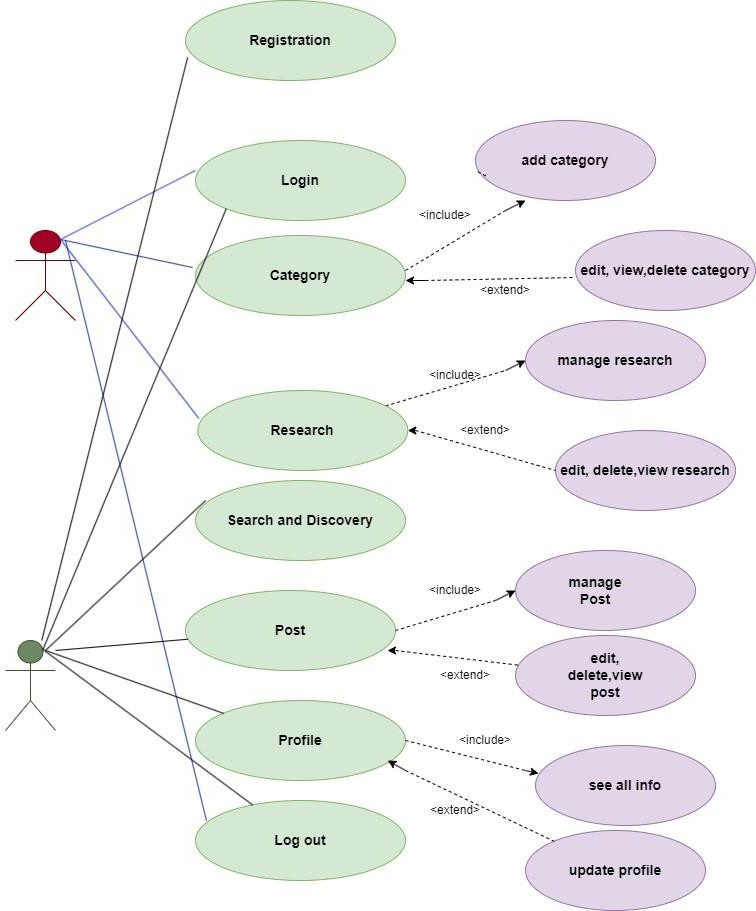 Registration
Login
add category
<include>
Category
edit, view,delete category
<extend>
manage research
<include>
Research
<extend>
edit, delete,view research
Search and Discovery
manage
Post
<include>
Post
edit,
delete,view
post
<extend>
Profile
<include>
see all info
<extend>
Log out
update profile